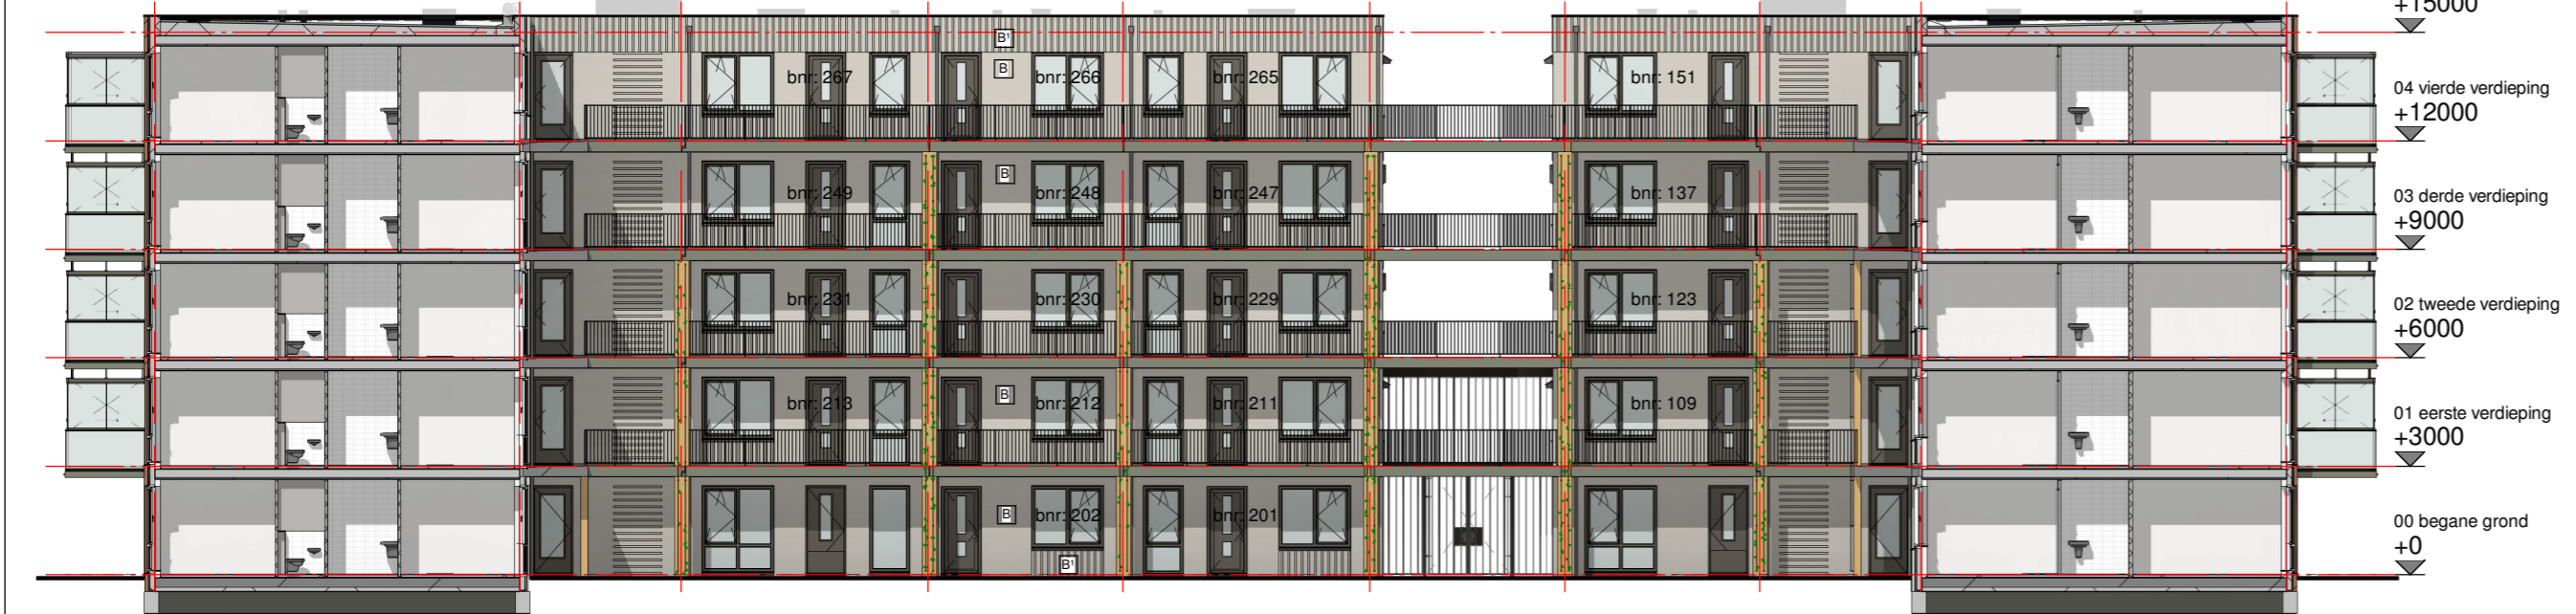 +15000
B¹
B
bnr: 267
bnr: 266
bnr: 265
bnr: 151
04 vierde verdieping
+12000
B
bnr: 249
bnr: 248
bnr: 247
bnr: 137
03 derde verdieping
+9000
bnr: 231
bnr: 230
bnr: 229
bnr: 123
02 tweede verdieping
+6000
B
bnr: 213
bnr: 212
bnr: 211
bnr: 109
01 eerste verdieping
+3000
B
bnr: 202
bnr: 201
00 begane grond
+0
B¹